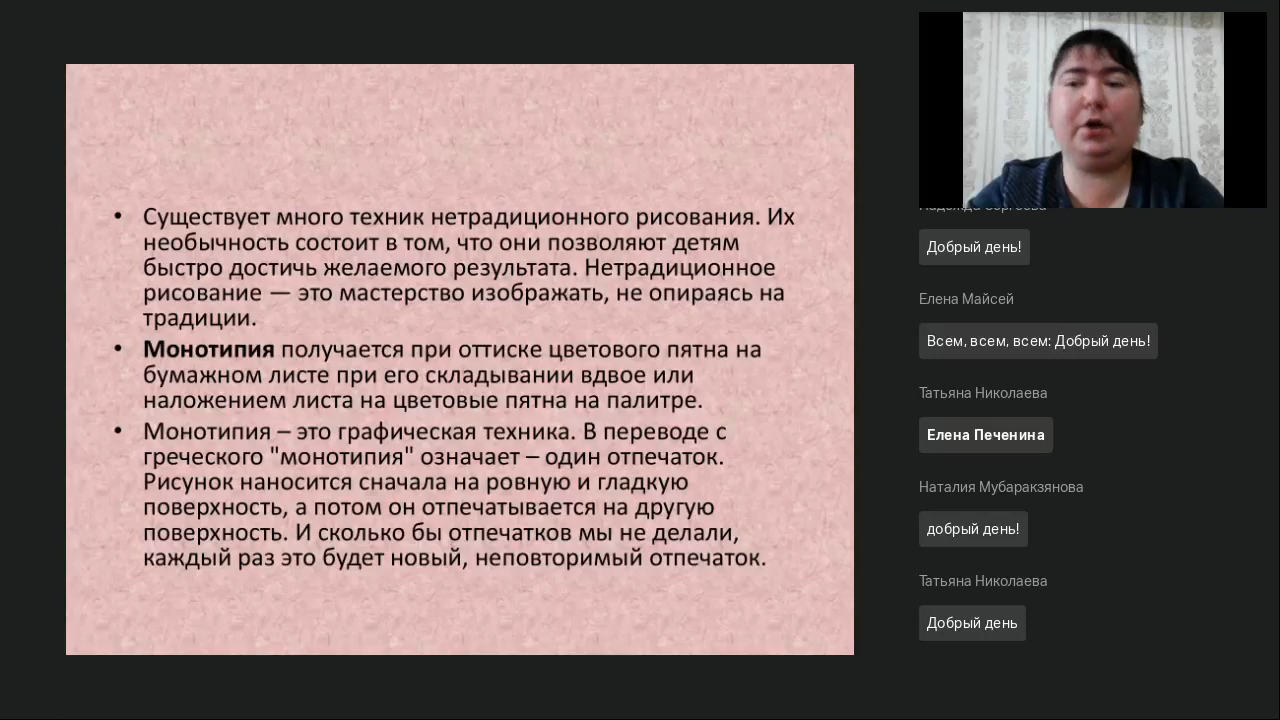 • Существует много техник нетрадиционного рисования. Их
необычность состоит в том, что они позволяют детям
быстро достичь желаемого результата. Нетрадиционное
рисование — это мастерство изображать, не опираясь на
традиции.
• Монотипия получается при оттиске цветового пятна на
бумажном листе при его складывании вдвое или
наложением листа на цветовые пятна на палитре.
• Монотипия – это графическая техника. В переводе с
греческого "монотипия" означает – один отпечаток.
Рисунок наносится сначала на ровную и гладкую
поверхность, а потом он отпечатывается на другую
поверхность. И сколько бы отпечатков мы не делали,
каждый раз это будет новый, неповторимый отпечаток.
Добрый день!
Елена Майсей
Всем, всем, всем: Добрый день!
Татьяна Николаева
Елена Печенина
Наталия Мубаракзянова
добрый день!
Татьяна Николаева
Добрый день